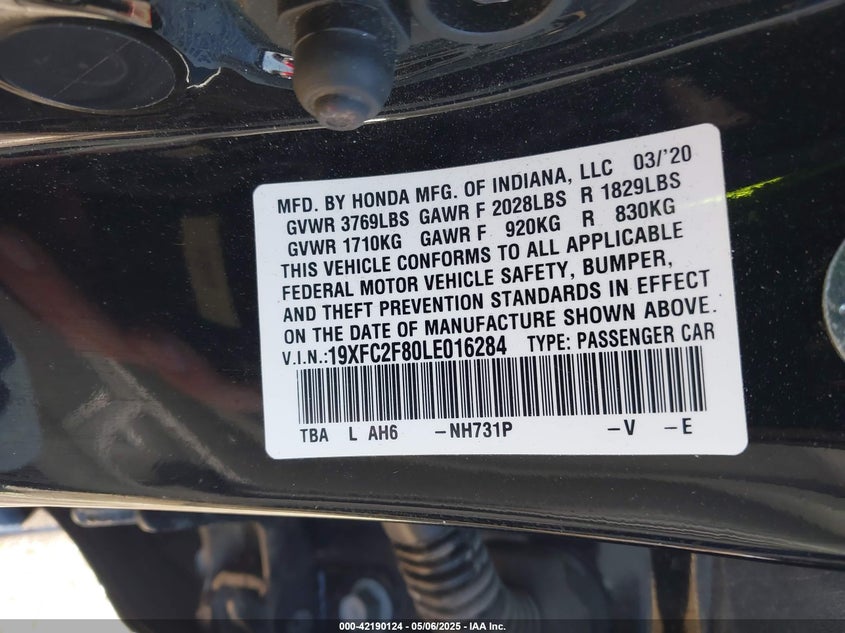 MFD. BY HONDA MFG. OF INDIANA, LLC 03/'20
GVWR 3769LBS GAWR F 2028LBS R 1829LBS
GVWR 1710KG GAWR F 920KG R 830KG
THIS VEHICLE CONFORMS TO ALL APPLICABLE
FEDERAL MOTOR VEHICLE SAFETY, BUMPER,
AND THEFT PREVENTION STANDARDS IN EFFECT
ON THE DATE OF MANUFACTURE SHOWN ABOVE.
V.I.N.:19XFC2F80LE016284 TYPE: PASSENGER CAR
TBA L AH6 –NH731P –V –E
000-42190124 - 05/06/2025 - IAA Inc.